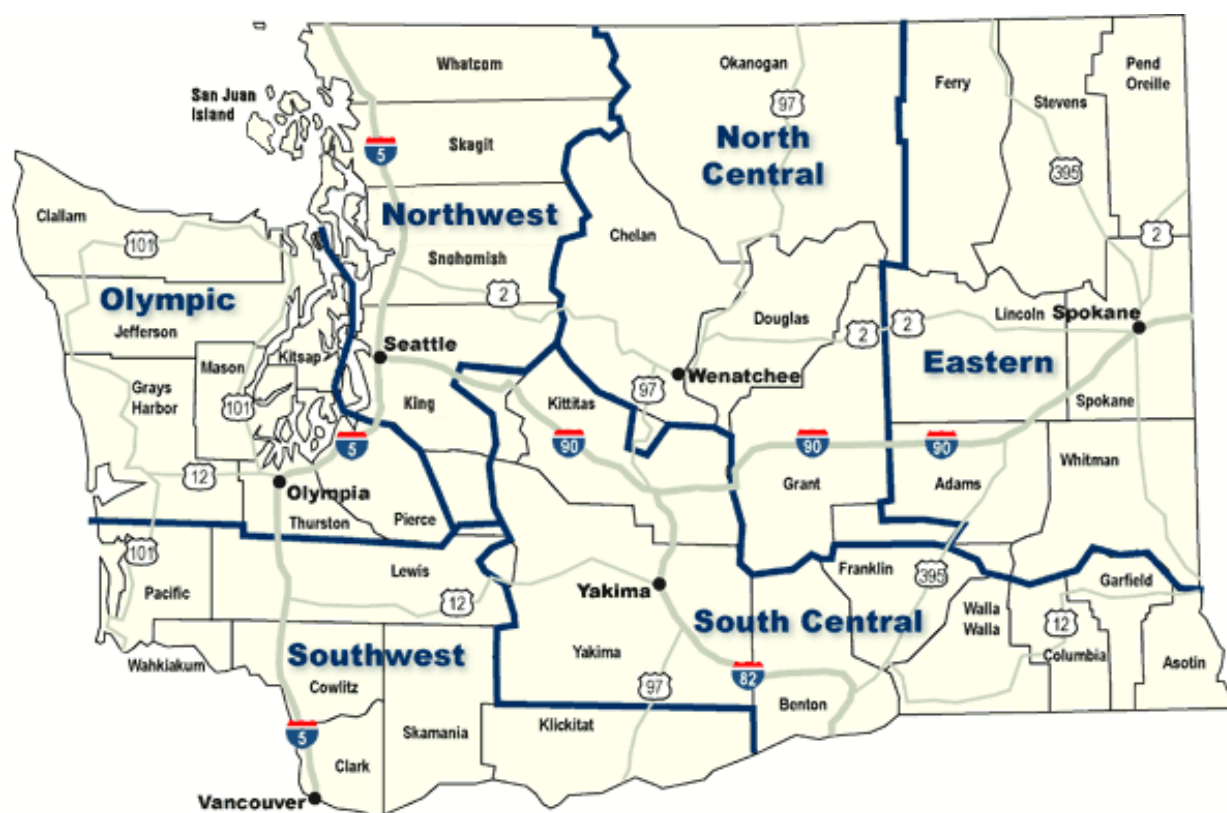 Whatcom
Okanogan
Ferry
Pend
Oreille
San Juan
Island
97
Stevens
Skagit
5
North
Central
395
Clallam
Northwest
101
Chelan
2
Snohomish
Olympic
2
Jefferson
Douglas
Lincoln
Spokane
2
2
Seattle
Kitsap
Mason
Wenatchee
Eastern
Grays
Harbor
97
101
King
Kittitas
Spokane
5
90
90
90
12
Whitman
Olympia
Grant
Adams
Thurston
Pierce
101
Lewis
Franklin
395
Garfield
Pacific
12
Yakima
Walla
Walla
12
South Central
Wahkiakum
Southwest
Yakima
Columbia
Asotin
Cowlitz
97
82
Benton
Klickitat
Skamania
5
Clark
Vancouver